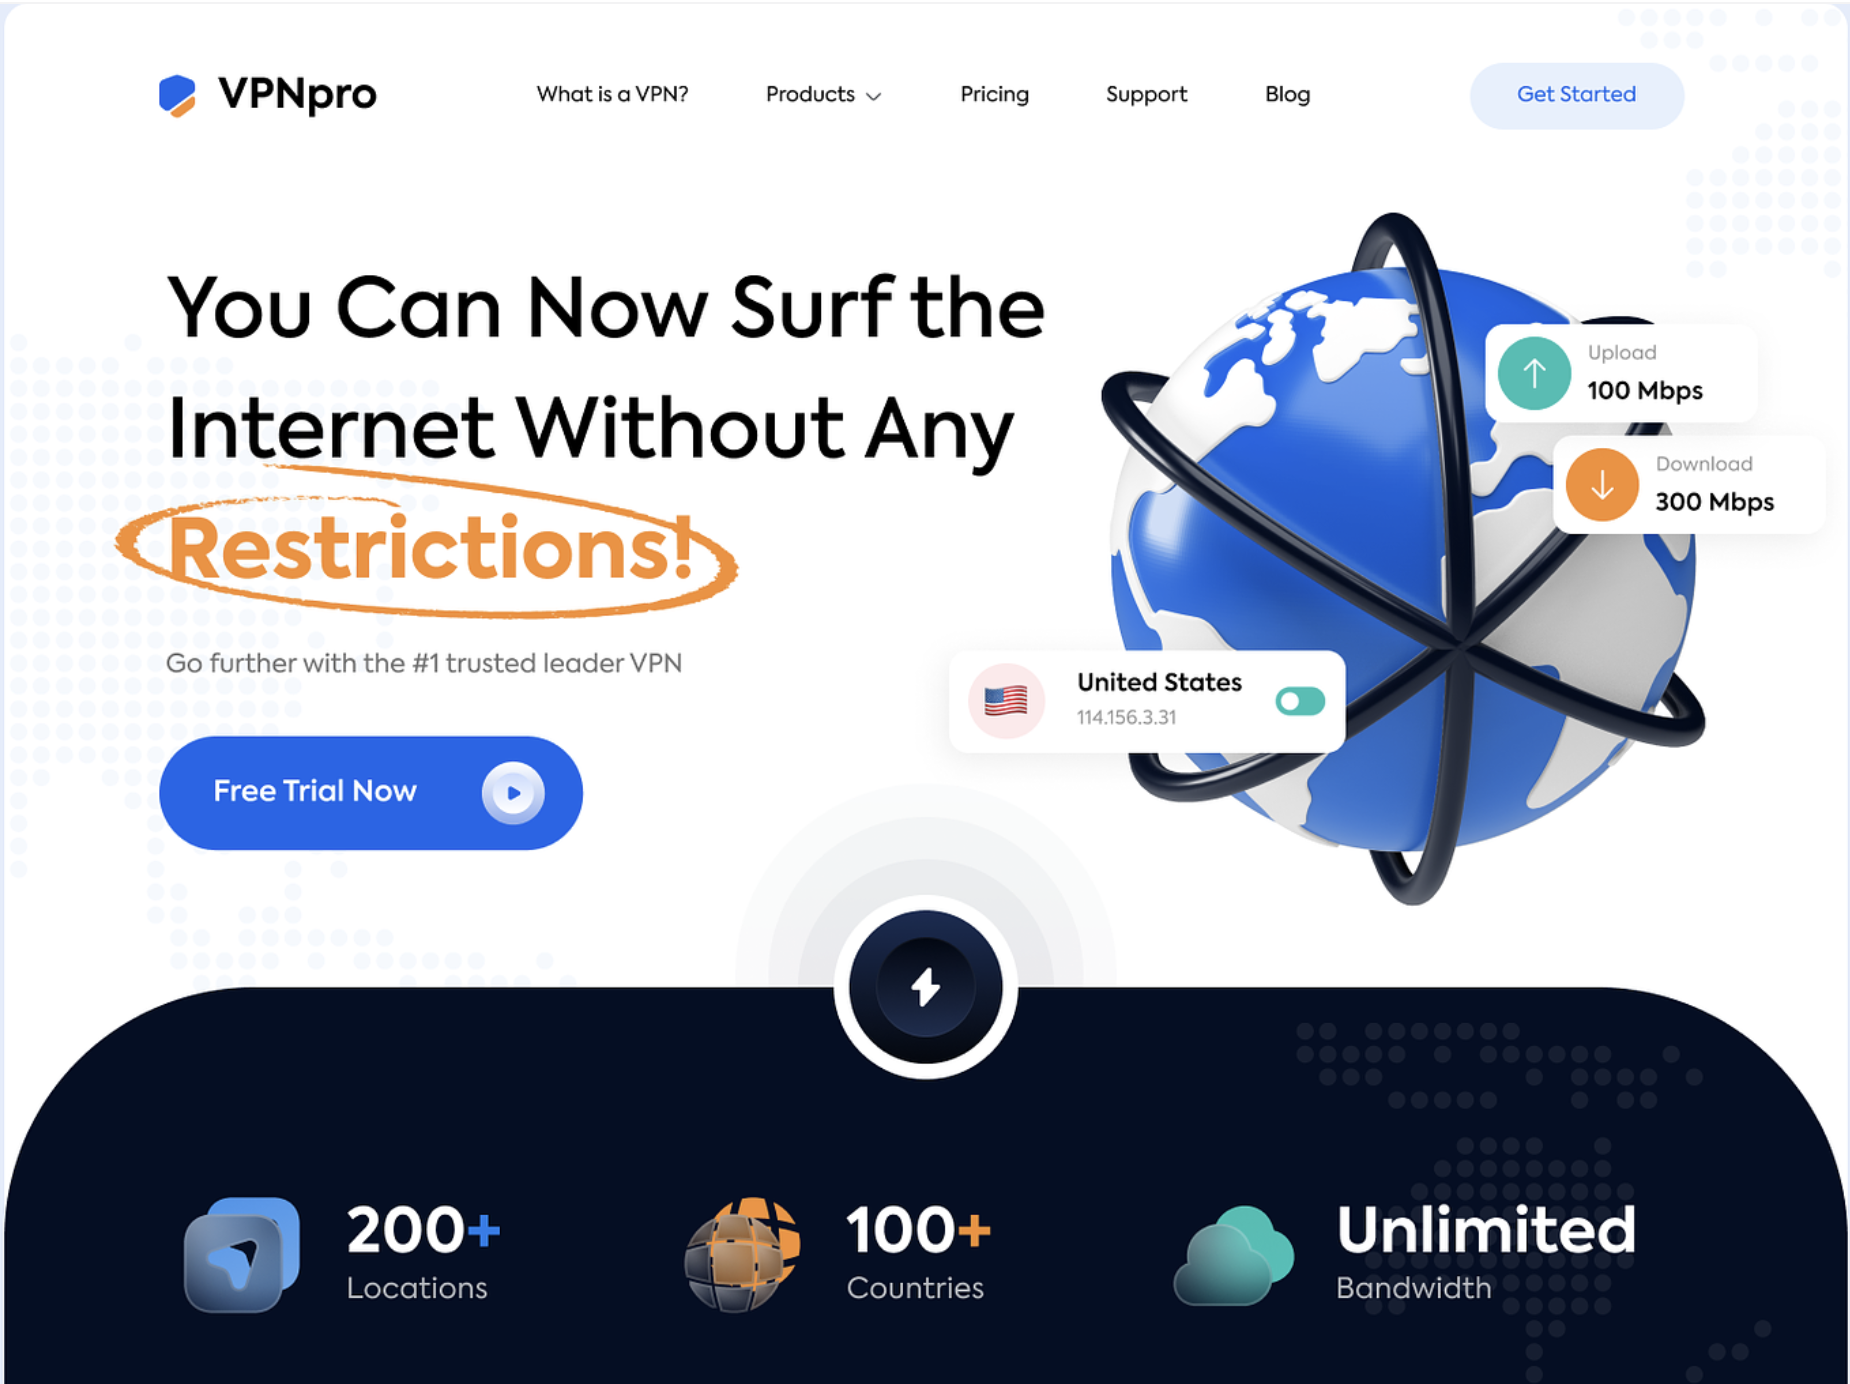 VPNpro
What is a VPN?
Products
Pricing
Support
Blog
Get Started
You Can Now Surf the
Internet Without Any
Restrictions!
Go further with the #1 trusted leader VPN
Free Trial Now
Upload
100 Mbps
Download
300 Mbps
United States
114.156.3.31
200+
Locations
100+
Countries
Unlimited
Bandwidth